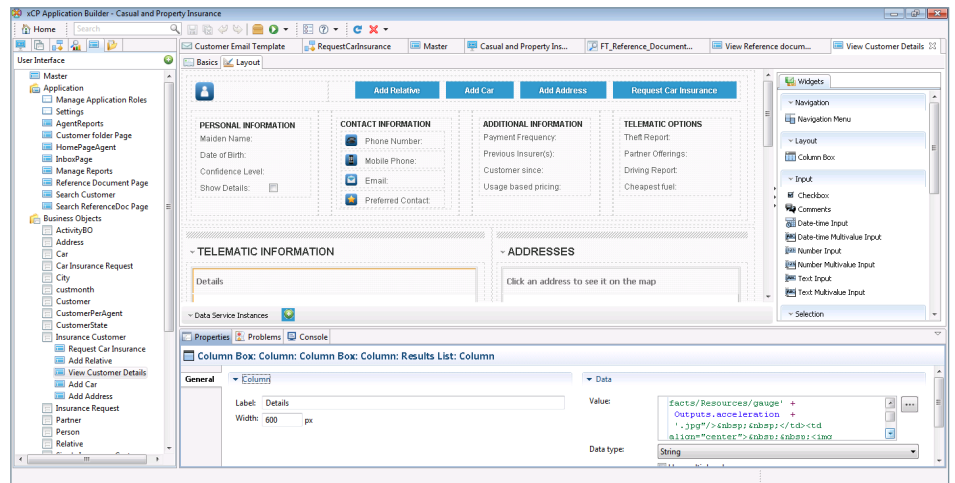 xCP Application Builder - Casual and Property Insurance
Home Search
Customer Email Template RequestCarInsurance Master Casual and Property Ins... FT_Reference_Document... View Reference docum... View Customer Details
User Interface
Basics Layout
Master
Application
Manage Application Roles
Settings
AgentReports
Customer folder Page
HomePageAgent
InboxPage
Manage Reports
Reference Document Page
Search Customer
Search ReferenceDoc Page
Business Objects
ActivityBO
Address
Car
Car Insurance Request
City
custmonth
Customer
CustomerPerAgent
CustomerState
Insurance Customer
Request Car Insurance
Add Relative
View Customer Details
Add Car
Add Address
Insurance Request
Partner
Person
Relative
Add Relative Add Car Add Address Request Car Insurance
PERSONAL INFORMATION
Maiden Name:
Date of Birth:
Confidence Level:
Show Details:
CONTACT INFORMATION
Phone Number:
Mobile Phone:
Email:
Preferred Contact:
ADDITIONAL INFORMATION
Payment Frequency:
Previous Insurer(s):
Customer since:
Usage based pricing:
TELEMATIC OPTIONS
Theft Report:
Partner Offerings:
Driving Report:
Cheapest fuel:
TELEMATIC INFORMATION
Details
ADDRESSES
Click an address to see it on the map
Data Service Instances
Widgets
Navigation
Navigation Menu
Layout
Column Box
Input
Checkbox
Comments
Date-time Input
Date-time Multivalue Input
Number Input
Number Multivalue Input
Text Input
Text Multivalue Input
Selection
Properties Problems Console
Column Box: Column: Column Box: Column: Results List: Column
General
Column
Label: Details
Width: 600 px
Data
Value:
facts/Resources/gauge' +
Outputs.acceleration +
'.jpg"/>&nbsp;&nbsp;</td><td
align="center">&nbsp;&nbsp;<img
Data type: String